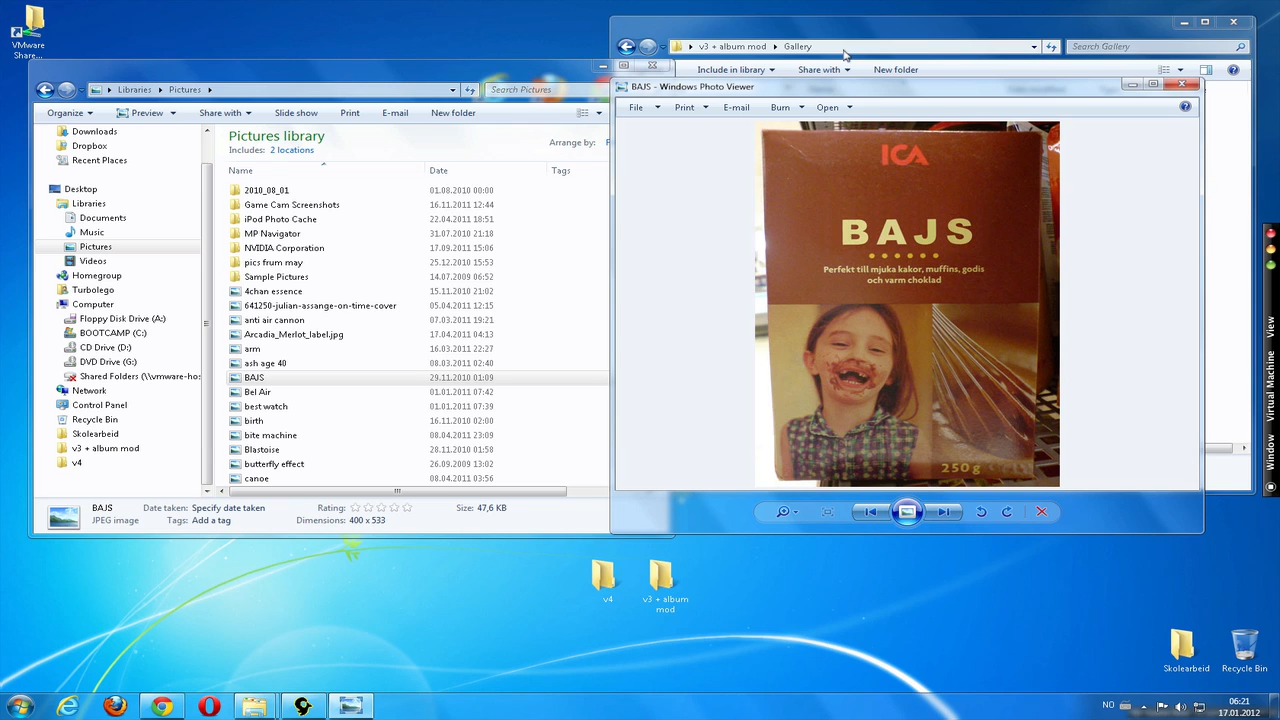 VMware
Share...
v3 + album mod
Gallery
Search Gallery
Include in library
Share with
New folder
Libraries
Pictures
Search Pictures
Organize
Preview
Share with
Slide show
Print
E-mail
New folder
Downloads
Dropbox
Recent Places
Desktop
Libraries
Documents
Music
Pictures
Videos
Homegroup
Turbolego
Computer
Floppy Disk Drive (A:)
BOOTCAMP (C:)
CD Drive (D:)
DVD Drive (G:)
Shared Folders (\\vmware-hos
Network
Control Panel
Recycle Bin
Skolearbeid
v3 + album mod
v4
Pictures library
Includes: 2 locations
Arrange by:
Name Date Tags
2010_08_01 01.08.2010 00:00
Game Cam Screenshots 16.11.2011 12:44
iPod Photo Cache 22.04.2011 18:51
MP Navigator 31.07.2010 21:18
NVIDIA Corporation 17.09.2011 15:06
pics frum may 25.12.2010 15:53
Sample Pictures 14.07.2009 06:52
4chan essence 15.11.2010 21:02
641250-julian-assange-on-time-cover 05.04.2011 12:15
anti air cannon 07.03.2011 19:21
Arcadia_Merlot_label.jpg 17.04.2011 04:13
arm 16.03.2011 22:27
ash age 40 08.03.2011 02:40
BAJS 29.11.2010 01:09
Bel Air 01.01.2011 07:42
best watch 01.01.2011 07:39
birth 16.11.2010 02:00
bite machine 08.04.2011 23:09
Blastoise 28.11.2010 01:58
butterfly effect 26.09.2009 13:02
canoe 08.04.2011 03:56
BAJS
JPEG image
Date taken: Specify date taken
Tags: Add a tag
Rating:
Dimensions: 400 x 533
Size: 47,6 KB
BAJS - Windows Photo Viewer
File
Print
E-mail
Burn
Open
ICA
BAJS
Perfekt till mjuka kakor, muffins, godis
och varm choklad
250g
v4
v3 + album
mod
Skolearbeid
Recycle Bin
View
Virtual Machine
Window
NO
06:21
17.01.2012